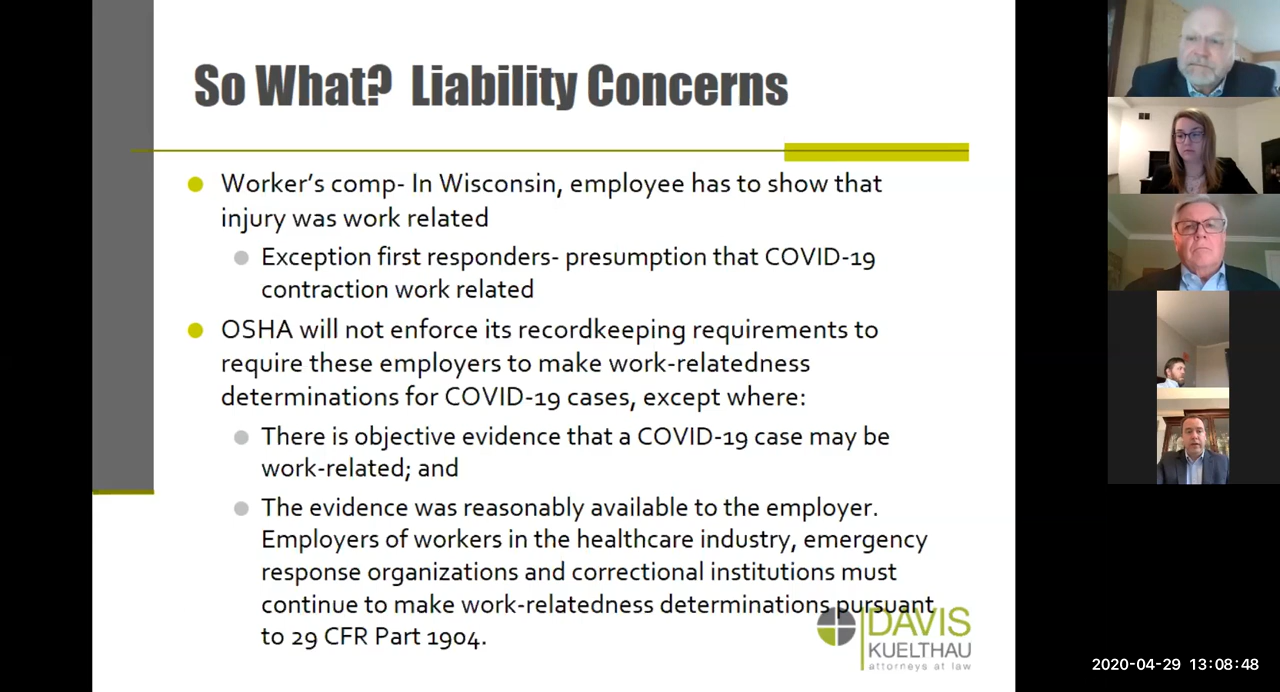 So What? Liability Concerns
Worker's comp- In Wisconsin, employee has to show that
injury was work related
Exception first responders- presumption that COVID-19
contraction work related
OSHA will not enforce its recordkeeping requirements to
require these employers to make work-relatedness
determinations for COVID-19 cases, except where:
There is objective evidence that a COVID-19 case may be
work-related; and
The evidence was reasonably available to the employer.
Employers of workers in the healthcare industry, emergency
response organizations and correctional institutions must
continue to make work-relatedness determinations pursuant
to 29 CFR Part 1904.
DAVIS
KUELTHAU
attorneys at law
2020-04-29 13:08:48